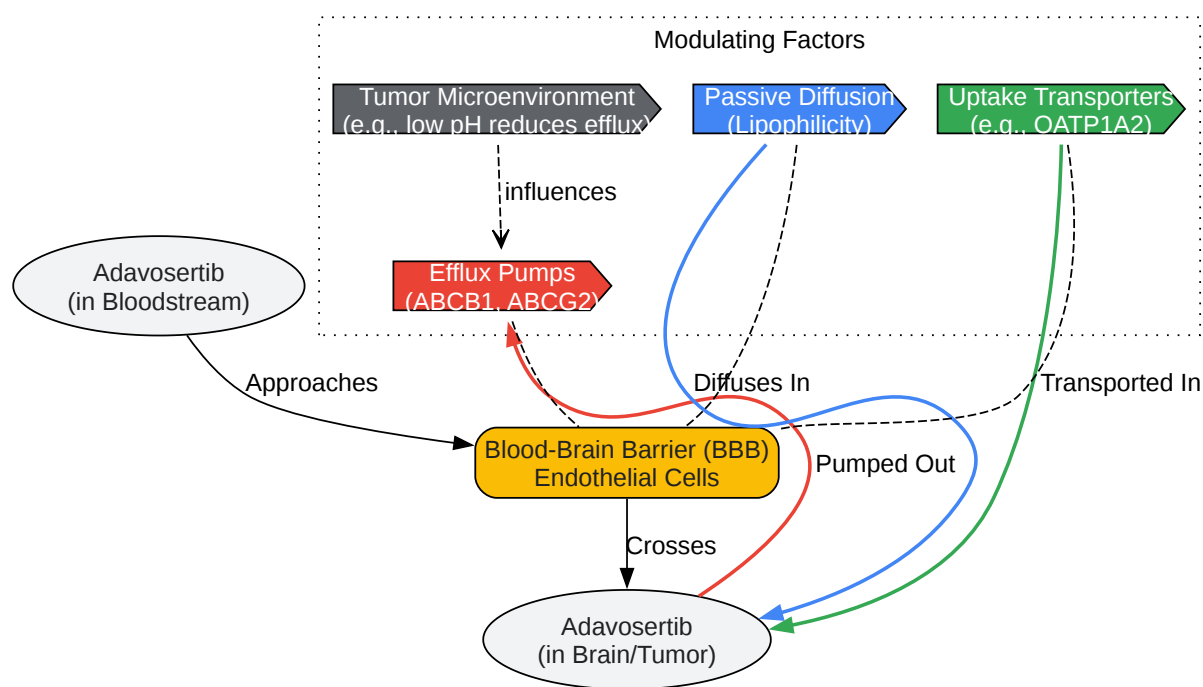 Modulating Factors
Tumor Microenvironment
(e.g., low pH reduces efflux)
Passive Diffusion
(Lipophilicity)
Uptake Transporters
(e.g., OATP1A2)
influences
Adavosertib
(in Bloodstream)
Efflux Pumps
(ABCB1, ABCG2)
Approaches
Diffuses In
Transported In
Blood-Brain Barrier (BBB)
Endothelial Cells
Pumped Out
Crosses
Adavosertib
(in Brain/Tumor)